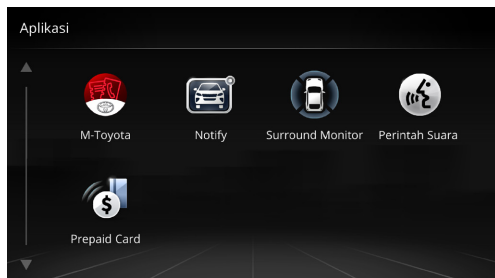 Aplikasi
M-Toyota
Notify
Surround Monitor
Perintah Suara
$
Prepaid Card